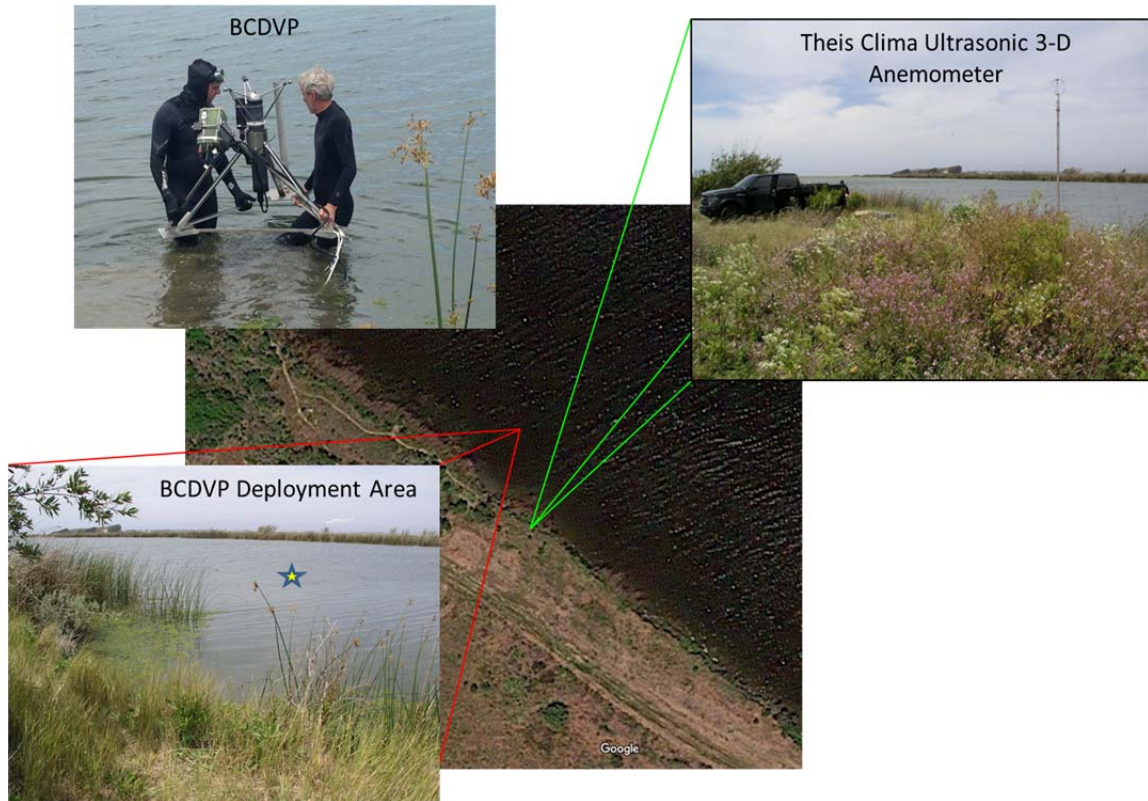 BCDVP
Theis Clima Ultrasonic 3-D
Anemometer
BCDVP Deployment Area
Google